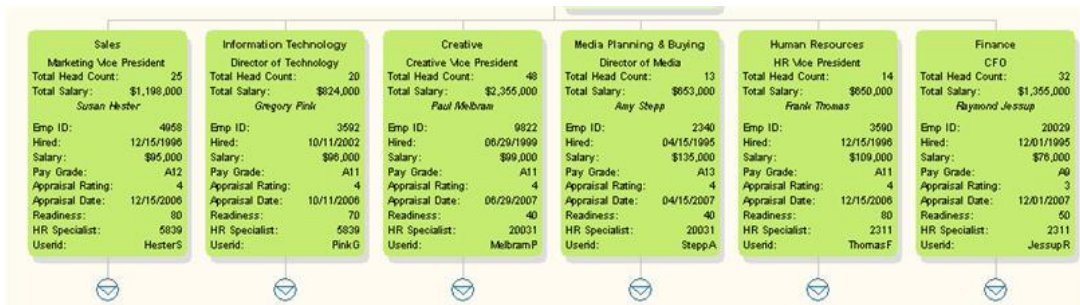 Sales
Marketing Vice President
Total Head Count: 25
Total Salary: $1,198,000
Susan Hester
Emp ID: 4958
Hired: 12/15/1996
Salary: $95,000
Pay Grade: A12
Appraisal Rating: 4
Appraisal Date: 12/15/2006
Readiness: 80
HR Specialist: 5839
Userid: HesterS
Information Technology
Director of Technology
Total Head Count: 20
Total Salary: $824,000
Gregory Pink
Emp ID: 3592
Hired: 10/11/2002
Salary: $96,000
Pay Grade: A11
Appraisal Rating: 4
Appraisal Date: 10/11/2006
Readiness: 70
HR Specialist: 5839
Userid: PinkG
Creative
Creative Vice President
Total Head Count: 48
Total Salary: $2,355,000
Paul Melbram
Emp ID: 9822
Hired: 06/29/1999
Salary: $99,000
Pay Grade: A11
Appraisal Rating: 4
Appraisal Date: 06/29/2007
Readiness: 40
HR Specialist: 20031
Userid: MelbramP
Media Planning & Buying
Director of Media
Total Head Count: 13
Total Salary: $653,000
Amy Stepp
Emp ID: 2340
Hired: 04/15/1995
Salary: $135,000
Pay Grade: A13
Appraisal Rating: 4
Appraisal Date: 04/15/2007
Readiness: 40
HR Specialist: 20031
Userid: SteppA
Human Resources
HR Vice President
Total Head Count: 14
Total Salary: $650,000
Frank Thomas
Emp ID: 3590
Hired: 12/15/1996
Salary: $109,000
Pay Grade: A11
Appraisal Rating: 4
Appraisal Date: 12/15/2006
Readiness: 80
HR Specialist: 2311
Userid: ThomasF
Finance
CFO
Total Head Count: 32
Total Salary: $1,355,000
Raymond Jessup
Emp ID: 20029
Hired: 12/01/1995
Salary: $76,000
Pay Grade: A9
Appraisal Rating: 3
Appraisal Date: 12/01/2007
Readiness: 50
HR Specialist: 2311
Userid: JessupR